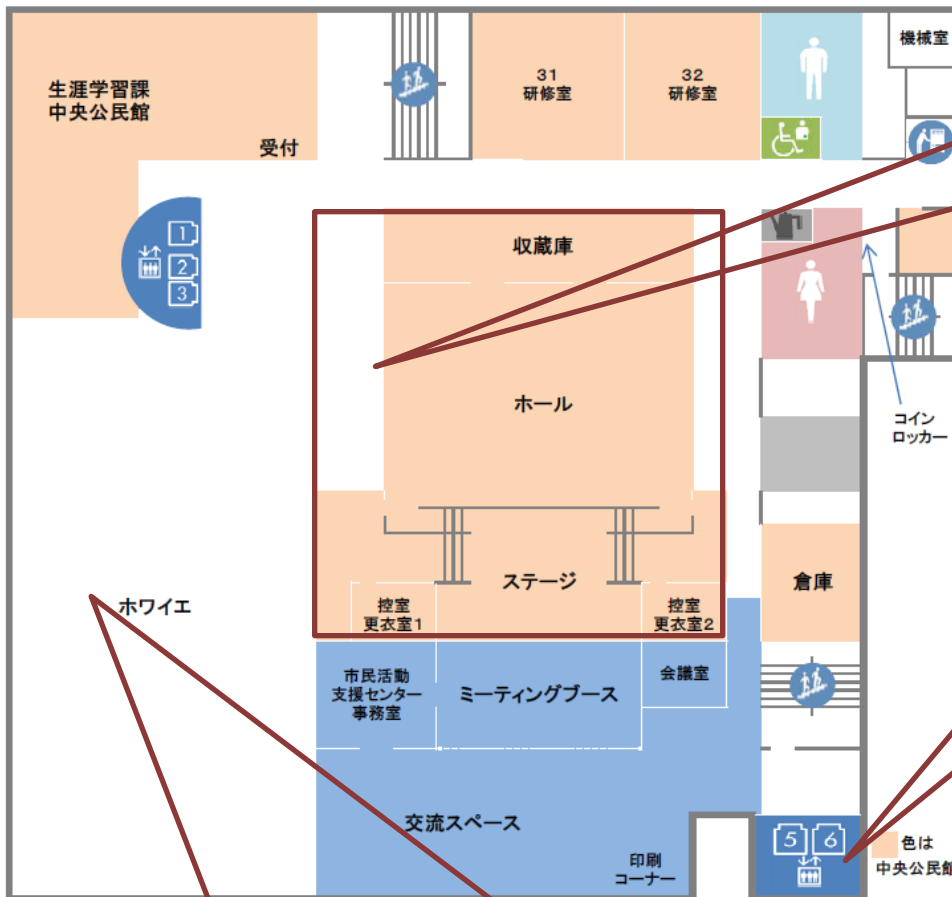 機械室
生涯学習課
中央公民館
31
研修室
32
研修室
受付
1
2
3
収蔵庫
ホール
コイン
ロッカー
ステージ
倉庫
ホワイエ
控室
更衣室1
控室
更衣室2
市民活動
支援センター
事務室
ミーティングブース
会議室
交流スペース
5 6
印刷
コーナー
色は
中央公民館